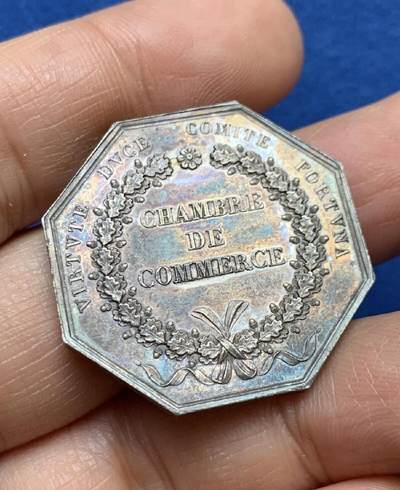 VIRTVTE DVCE COMITE FORTVNA
CHAMBRE
DE
COMMERCE